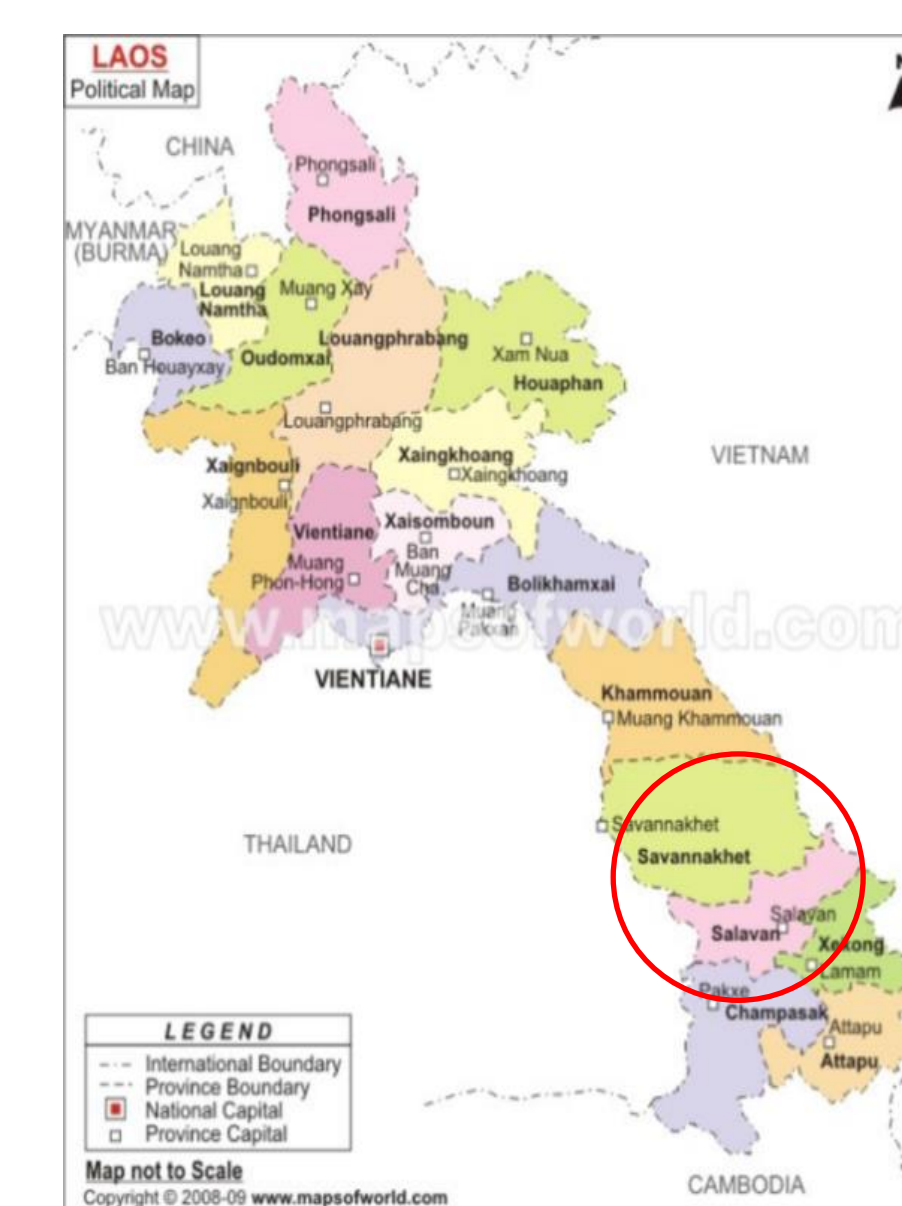 LAOS
Political Map
N
CHINA
Phongsali
Phongsali
MYANMAR
(BURMA)
Louang
Namtha
Louang
Namtha
Muang Xay
Bokeo
Ban Houayxay
Oudomxai
Louangphrabang
Xam Nua
Houaphan
Louangphrabang
VIETNAM
Xaignbouli
Xaignbouli
Xaingkhoang
Xaingkhoang
Vientiane
Xaisomboun
Ban
Muang
Cha
Muang
Phon-Hong
Bolikhamxai
Muang
Pakxan
www.mapsofworld.com
VIENTIANE
Khammouan
Muang Khammouan
THAILAND
Savannakhet
Savannakhet
Salavan
Salavan
Xekong
Lamam
Pakxe
Champasak
Attapu
Attapu
LEGEND
International Boundary
Province Boundary
National Capital
Province Capital
Map not to Scale
Copyright © 2008-09 www.mapsofworld.com
CAMBODIA